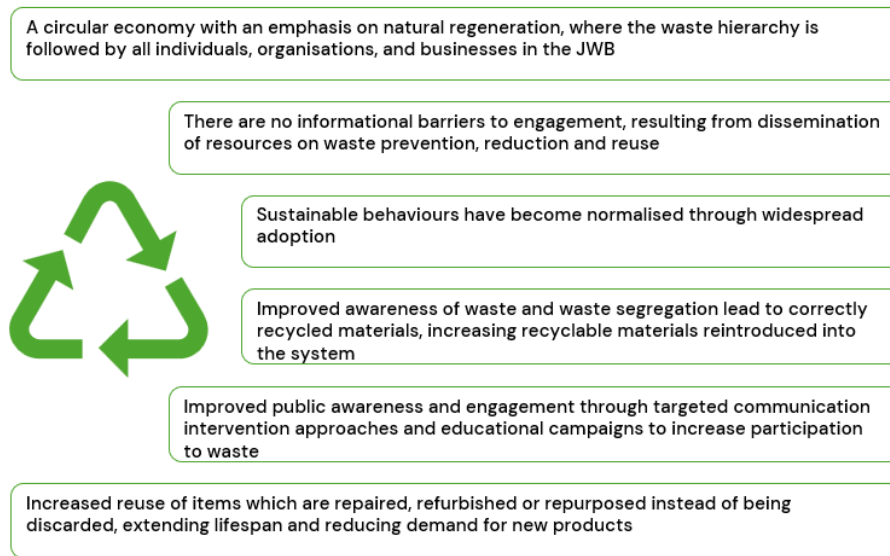 A circular economy with an emphasis on natural regeneration, where the waste hierarchy is
followed by all individuals, organisations, and businesses in the JWB
There are no informational barriers to engagement, resulting from dissemination
of resources on waste prevention, reduction and reuse
Sustainable behaviours have become normalised through widespread
adoption
Improved awareness of waste and waste segregation lead to correctly
recycled materials, increasing recyclable materials reintroduced into
the system
Improved public awareness and engagement through targeted communication
intervention approaches and educational campaigns to increase participation
to waste
Increased reuse of items which are repaired, refurbished or repurposed instead of being
discarded, extending lifespan and reducing demand for new products